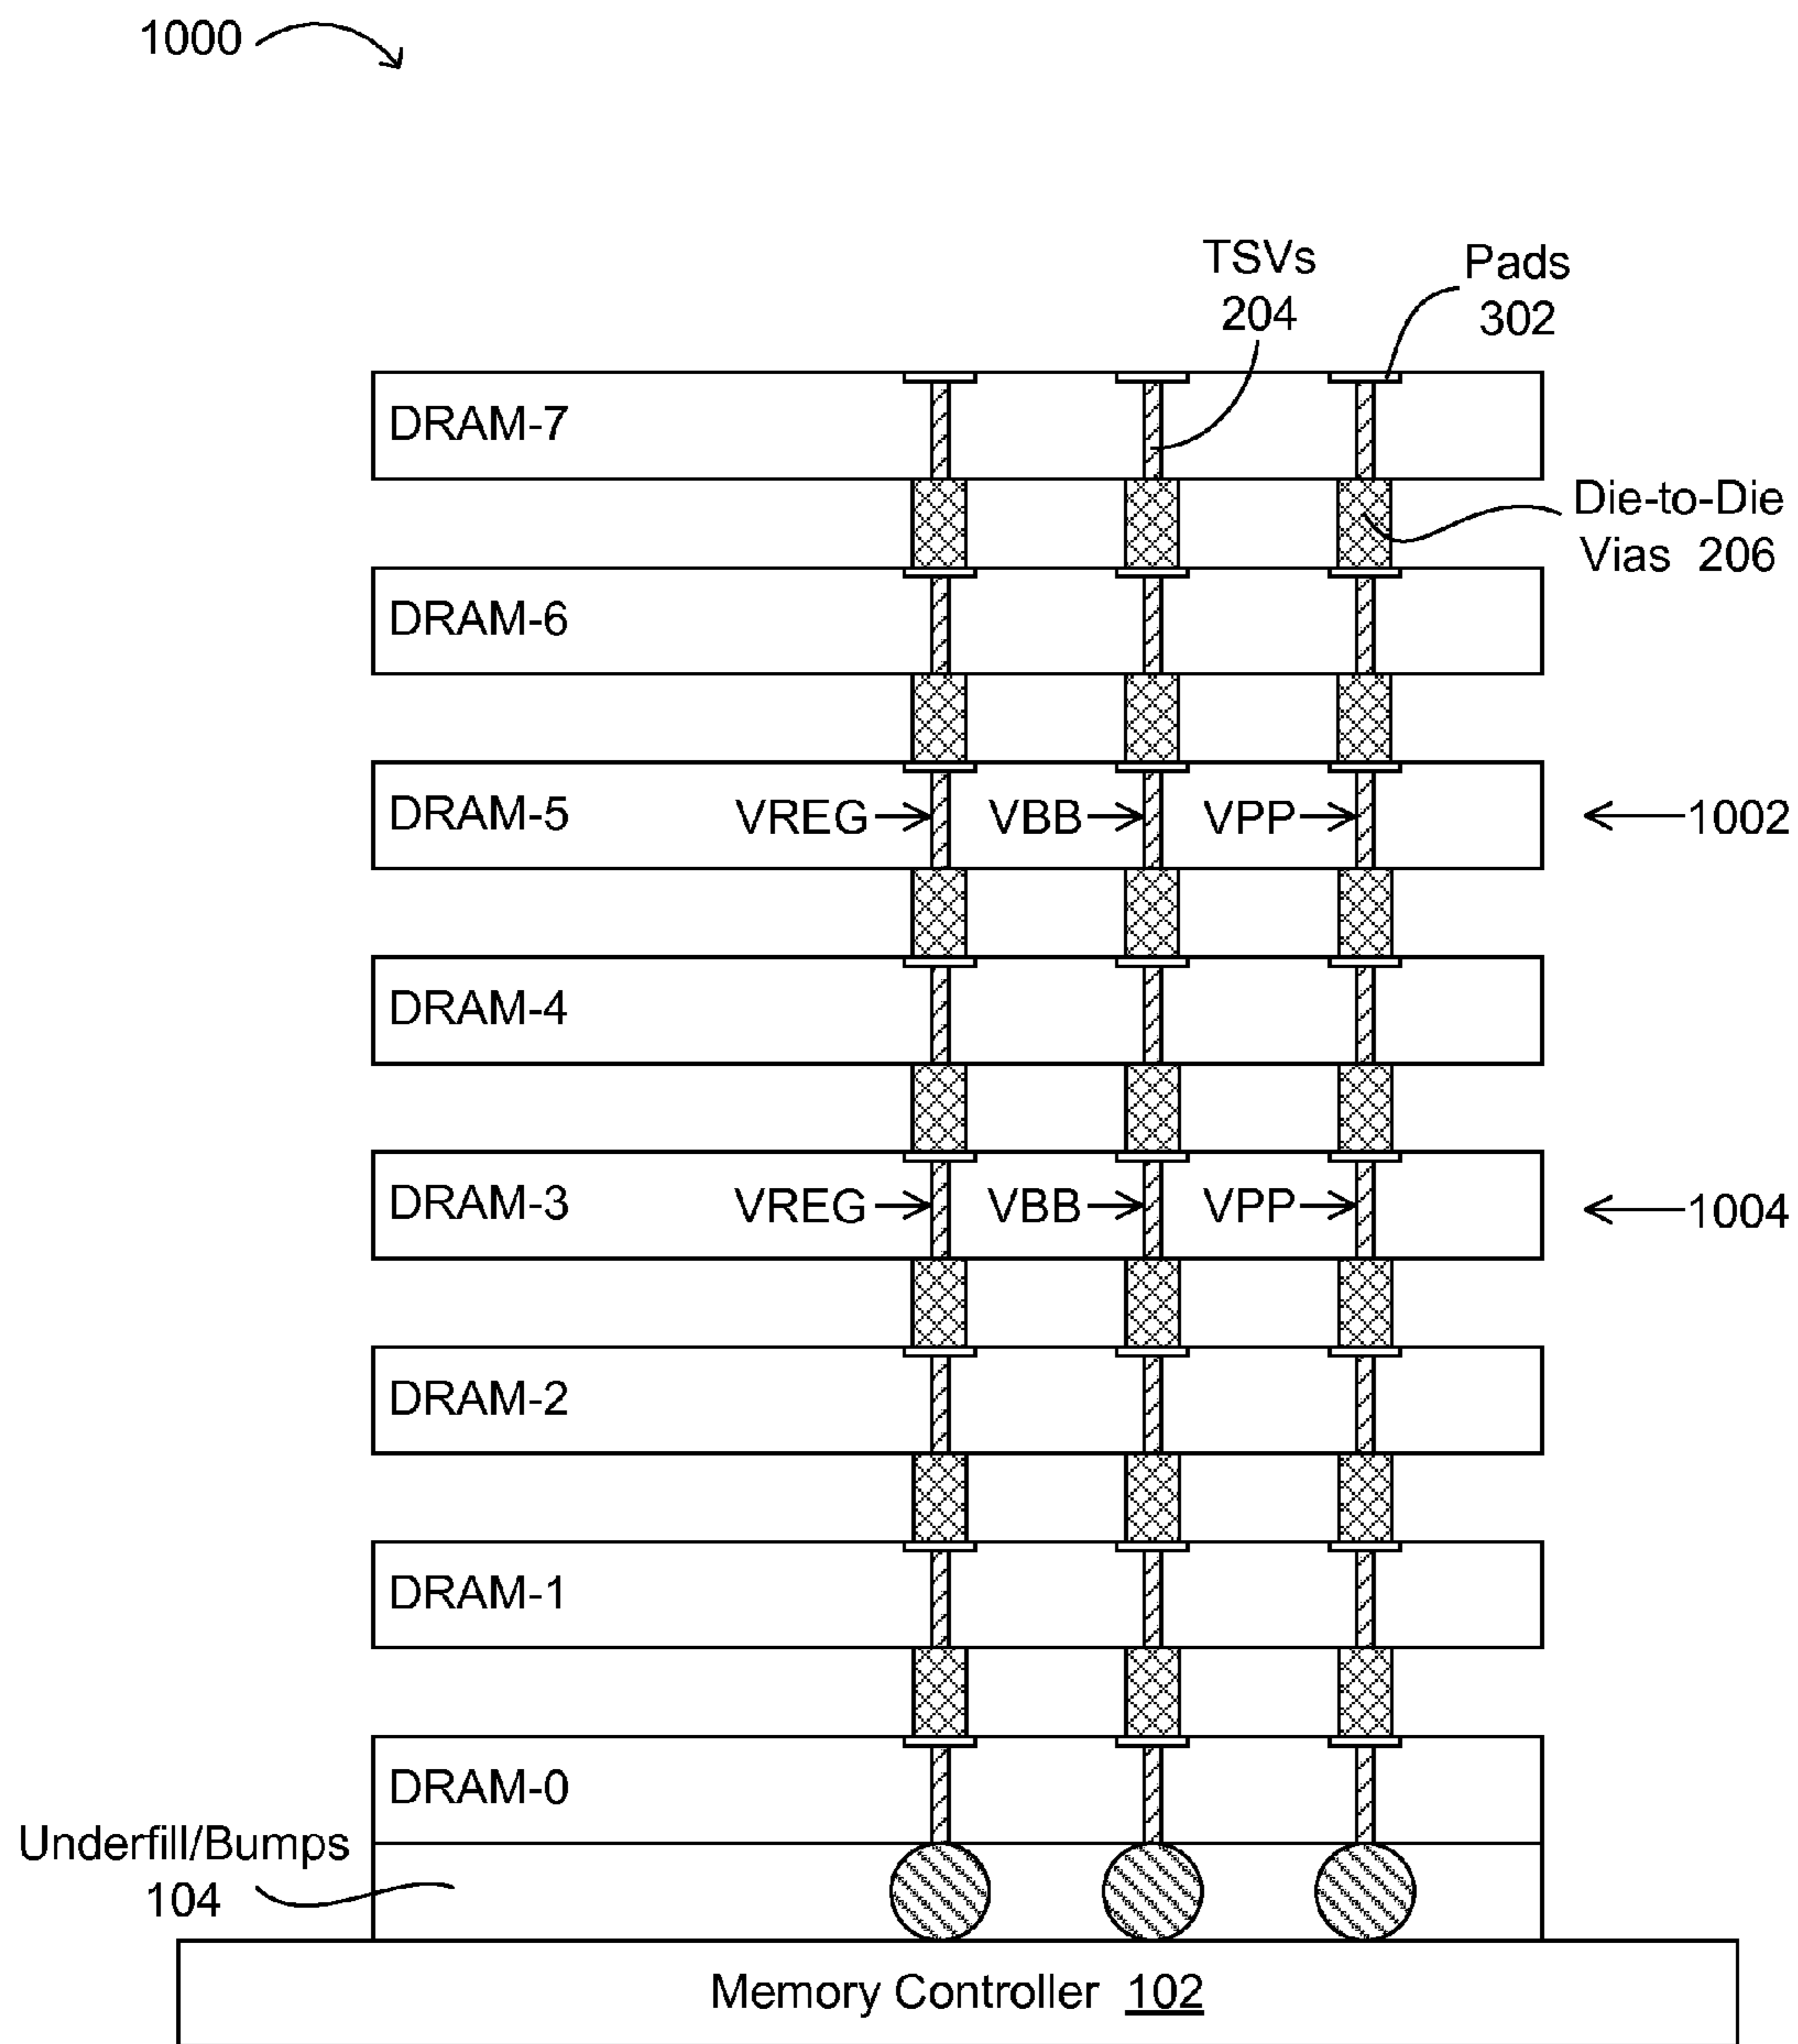 1000
TSVs
204
Pads
302
DRAM-7
Die-to-Die
Vias 206
DRAM-6
DRAM-5 VREG VBB VPP 1002
DRAM-4
DRAM-3 VREG VBB VPP 1004
DRAM-2
DRAM-1
DRAM-0
Underfill/Bumps
104
Memory Controller 102